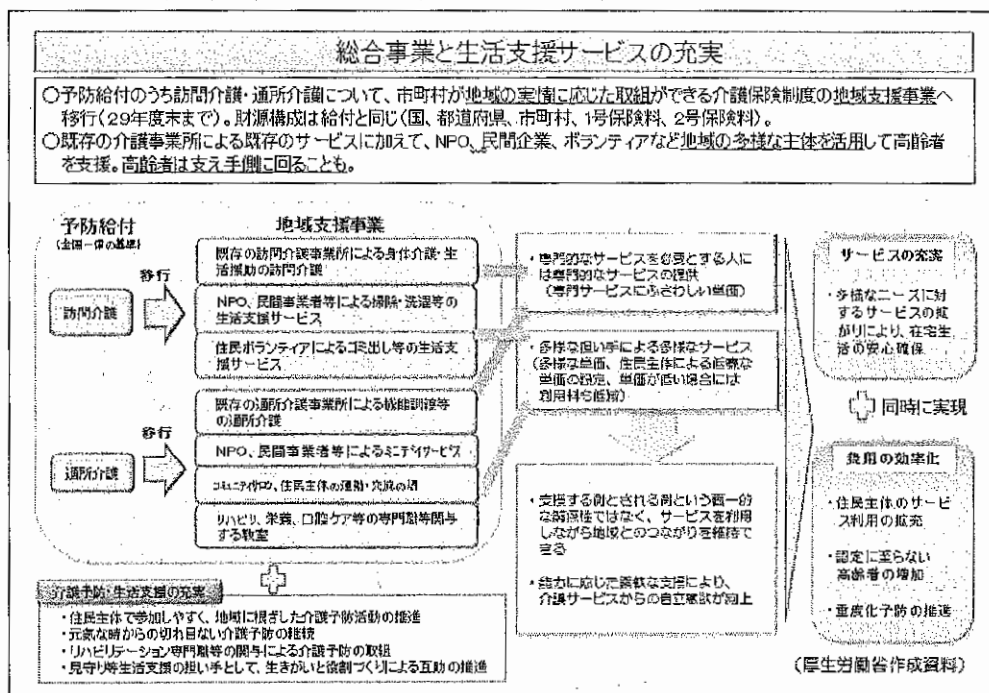 総合事業と生活支援サービスの充実
○予防給付のうち訪問介護・通所介護について、市町村が地域の実情に応じた取組ができる介護保険制度の地域支援事業へ
移行(29年度末まで)。財源構成は給付と同じ(国、都道府県、市町村、1号保険料、2号保険料)。
○既存の介護事業所による既存のサービスに加えて、NPO、民間企業、ボランティアなど地域の多様な主体を活用して高齢者
を支援。高齢者は支え手側に回ることも。
予防給付
(全国一律の基準)
地域支援事業
移行
訪問介護
既存の訪問介護事業所による身体介護・生
活援助の訪問介護
NPO、民間事業者等による掃除・洗濯等の
生活支援サービス
住民ボランティアによるゴミ出し等の生活支
援サービス
移行
通所介護
既存の通所介護事業所による機能訓練等
の通所介護
NPO、民間事業者等によるミニデイサービス
コミュニティサロン、住民主体の運動・交流の場
リハビリ、栄養、口腔ケア等の専門職等関与
する教室
・専門的なサービスを必要とする人に
は専門的なサービスの提供
(専門サービスにふさわしい単価)
・多様な担い手による多様なサービス
(多様な単価、住民主体による低廉な
単価の設定、単価が低い場合には
利用料も低減)
・支援する側とされる側という画一的
な関係性ではなく、サービスを利用
しながら地域とのつながりを維持で
きる
・能力に応じた柔軟な支援により、
介護サービスからの自立意欲が向上
サービスの充実
・多様なニーズに対
するサービスの拡
がりにより、在宅生
活の安心確保
同時に実現
費用の効率化
・住民主体のサービ
ス利用の拡充
・認定に至らない
高齢者の増加
・重度化予防の推進
介護予防・生活支援の充実
・住民主体で参加しやすく、地域に根ざした介護予防活動の推進
・元気な時からの切れ目ない介護予防の継続
・リハビリテーション専門職等の関与による介護予防の取組
・見守り等生活支援の担い手として、生きがいと役割づくりによる互助の推進
(厚生労働省作成資料)